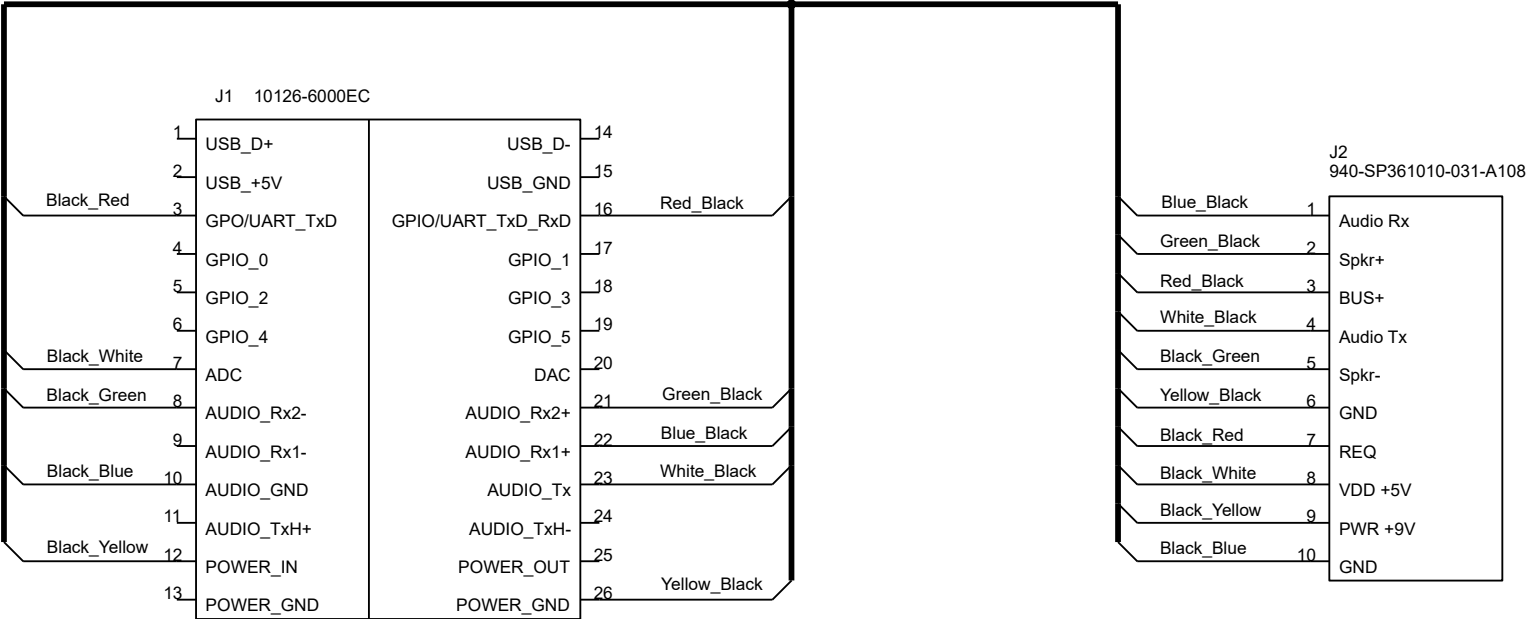 J1 10126-6000EC
1 USB_D+ USB_D- 14
2 USB_+5V USB_GND 15
Black_Red 3 GPO/UART_TxD GPIO/UART_TxD_RxD 16 Red_Black
4 GPIO_0 GPIO_1 17
5 GPIO_2 GPIO_3 18
6 GPIO_4 GPIO_5 19
Black_White 7 ADC DAC 20
Black_Green 8 AUDIO_Rx2- AUDIO_Rx2+ 21 Green_Black
9 AUDIO_Rx1- AUDIO_Rx1+ 22 Blue_Black
Black_Blue 10 AUDIO_GND AUDIO_Tx 23 White_Black
11 AUDIO_TxH+ AUDIO_TxH- 24
Black_Yellow 12 POWER_IN POWER_OUT 25
13 POWER_GND POWER_GND 26 Yellow_Black
J2
940-SP361010-031-A108
Blue_Black 1 Audio Rx
Green_Black 2 Spkr+
Red_Black 3 BUS+
White_Black 4 Audio Tx
Black_Green 5 Spkr-
Yellow_Black 6 GND
Black_Red 7 REQ
Black_White 8 VDD +5V
Black_Yellow 9 PWR +9V
Black_Blue 10 GND